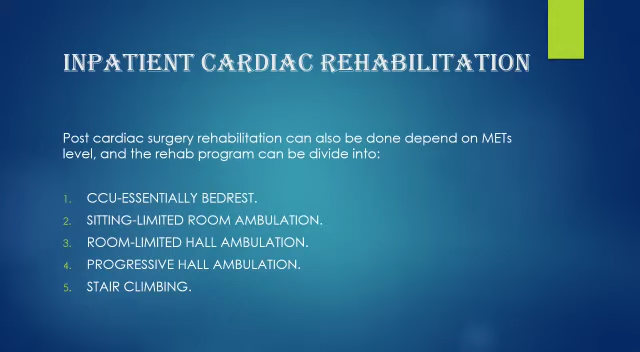 INPATIENT CARDIAC REHABILITATION
Post cardiac surgery rehabilitation can also be done depend on METs
level, and the rehab program can be divide into:
1. CCU-ESSENTIALLY BEDREST.
2. SITTING-LIMITED ROOM AMBULATION.
3. ROOM-LIMITED HALL AMBULATION.
4. PROGRESSIVE HALL AMBULATION.
5. STAIR CLIMBING.